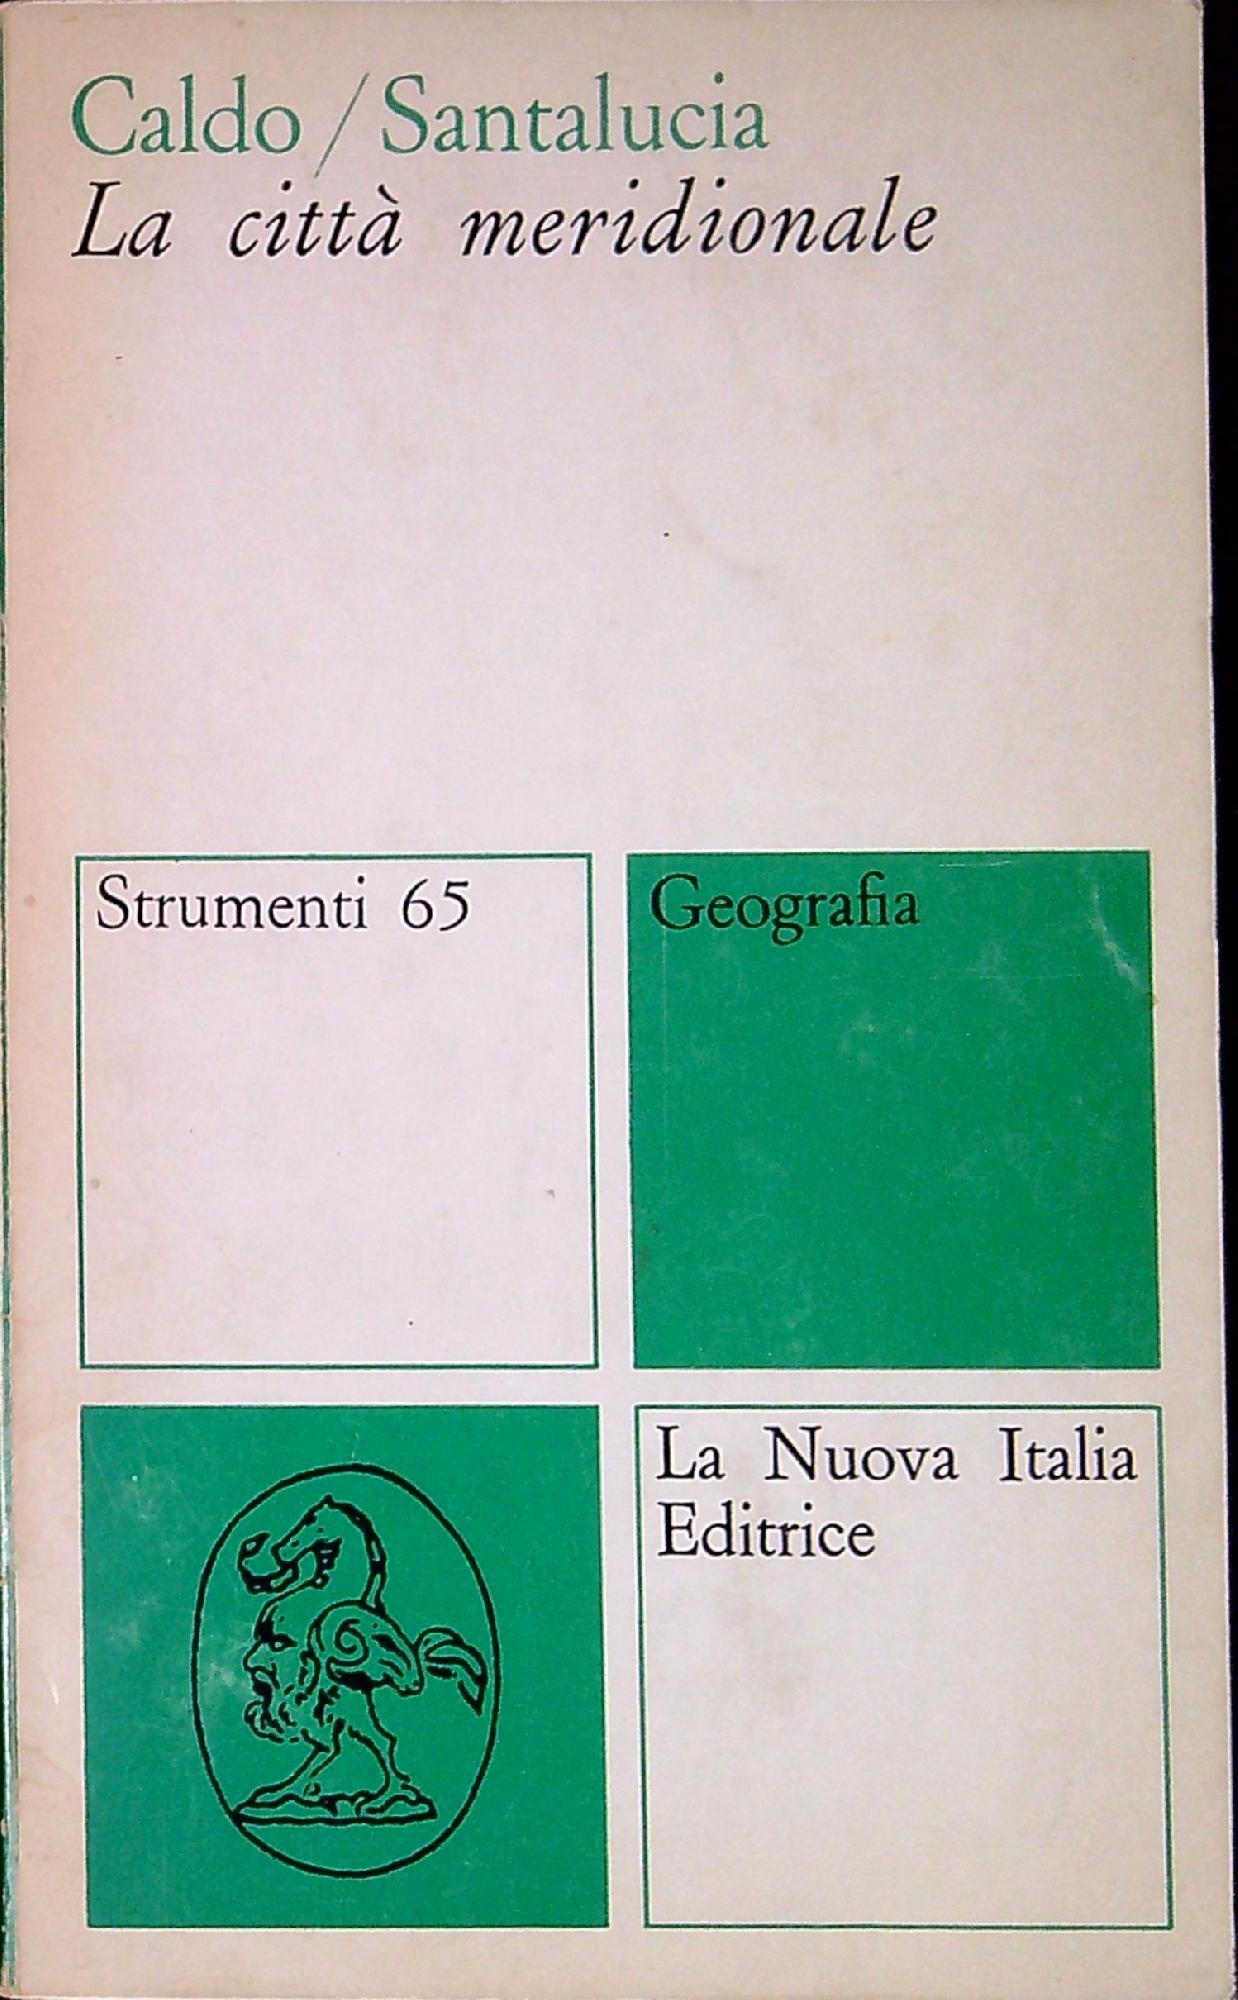 Caldo / Santalucia
La città meridionale
Strumenti 65
Geografia
La Nuova Italia
Editrice